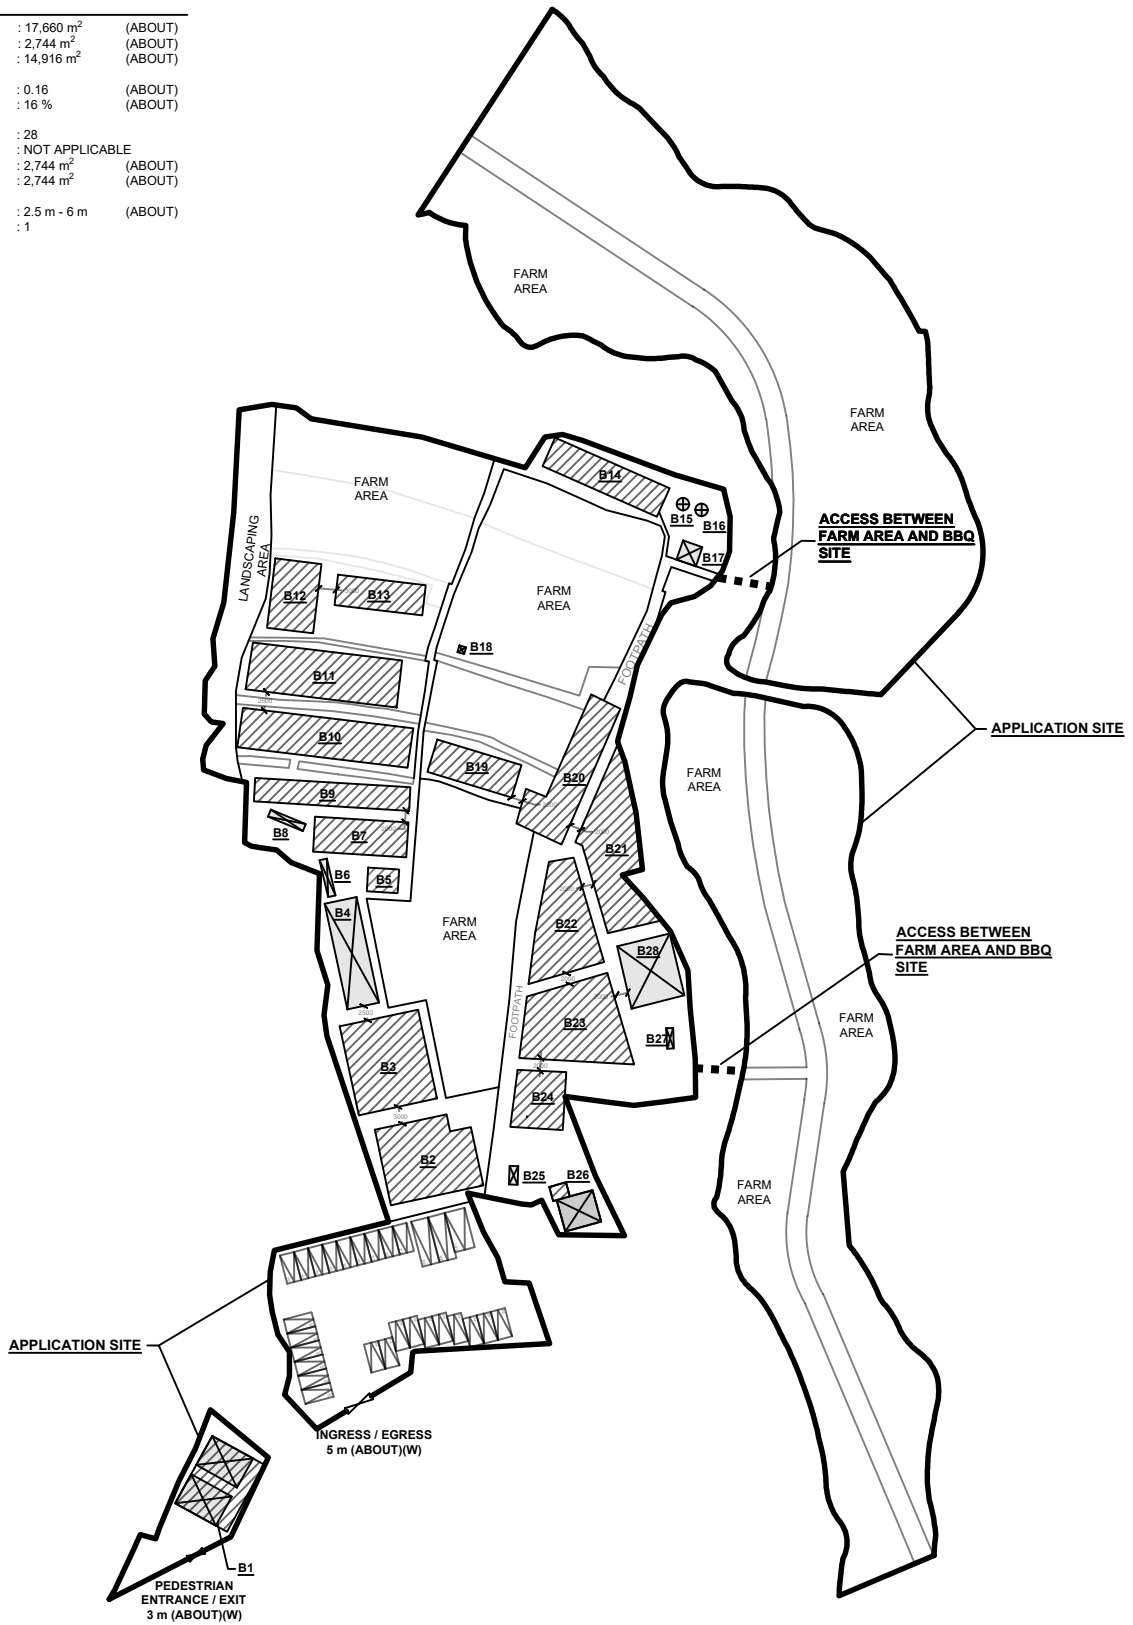 : 17,660 m² (ABOUT)
: 2,744 m² (ABOUT)
: 14,916 m² (ABOUT)
: 0.16 (ABOUT)
: 16 % (ABOUT)
: 28
: NOT APPLICABLE
: 2,744 m² (ABOUT)
: 2,744 m² (ABOUT)
: 2.5 m - 6 m (ABOUT)
: 1
FARM
AREA
FARM
AREA
FARM
AREA
B14
B15
B16
B17
ACCESS BETWEEN
FARM AREA AND BBQ
SITE
LANDSCAPING
AREA
B12
B13
FARM
AREA
B18
FOOTPATH
B11
2600
B10
APPLICATION SITE
B19
B20
FARM
AREA
B9
B8
B7
B21
B6
B5
B4
FARM
AREA
B22
B28
ACCESS BETWEEN
FARM AREA AND BBQ
SITE
FOOTPATH
2500
B23
B27
FARM
AREA
B3
B24
3000
B2
B25
B26
FARM
AREA
APPLICATION SITE
INGRESS / EGRESS
5 m (ABOUT)(W)
B1
PEDESTRIAN
ENTRANCE / EXIT
3 m (ABOUT)(W)